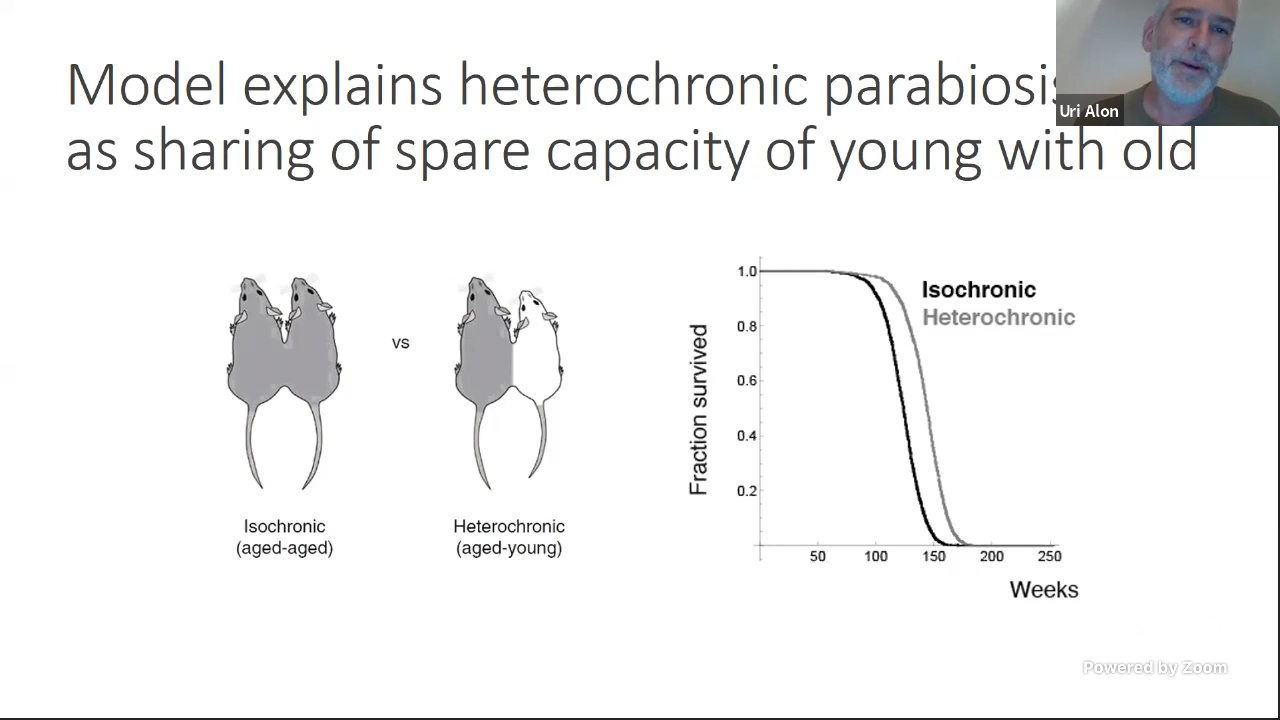 Model explains heterochronic parabiosis
as sharing of spare capacity of young with old
Uri Alon
vs
Isochronic
(aged-aged)
Heterochronic
(aged-young)
Fraction survived
1.0
0.8
0.6
0.4
0.2
Isochronic
Heterochronic
50
100
150
200
250
Weeks
Powered by Zoom